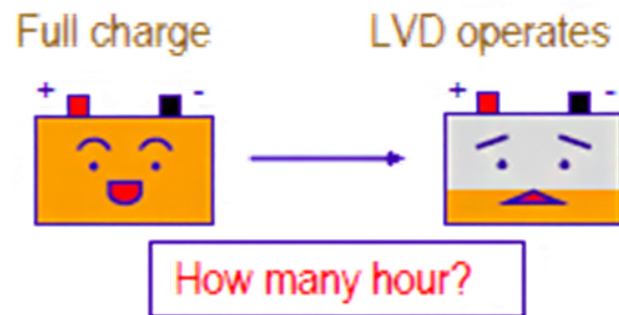 Full charge
LVD operates
+ -
+ -
How many hour?